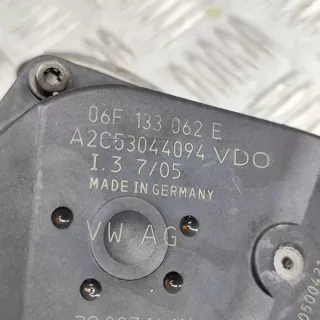 06F 133 062 E
A2C53044094 VDO
I.3 7/05
MADE IN GERMANY
VW AG